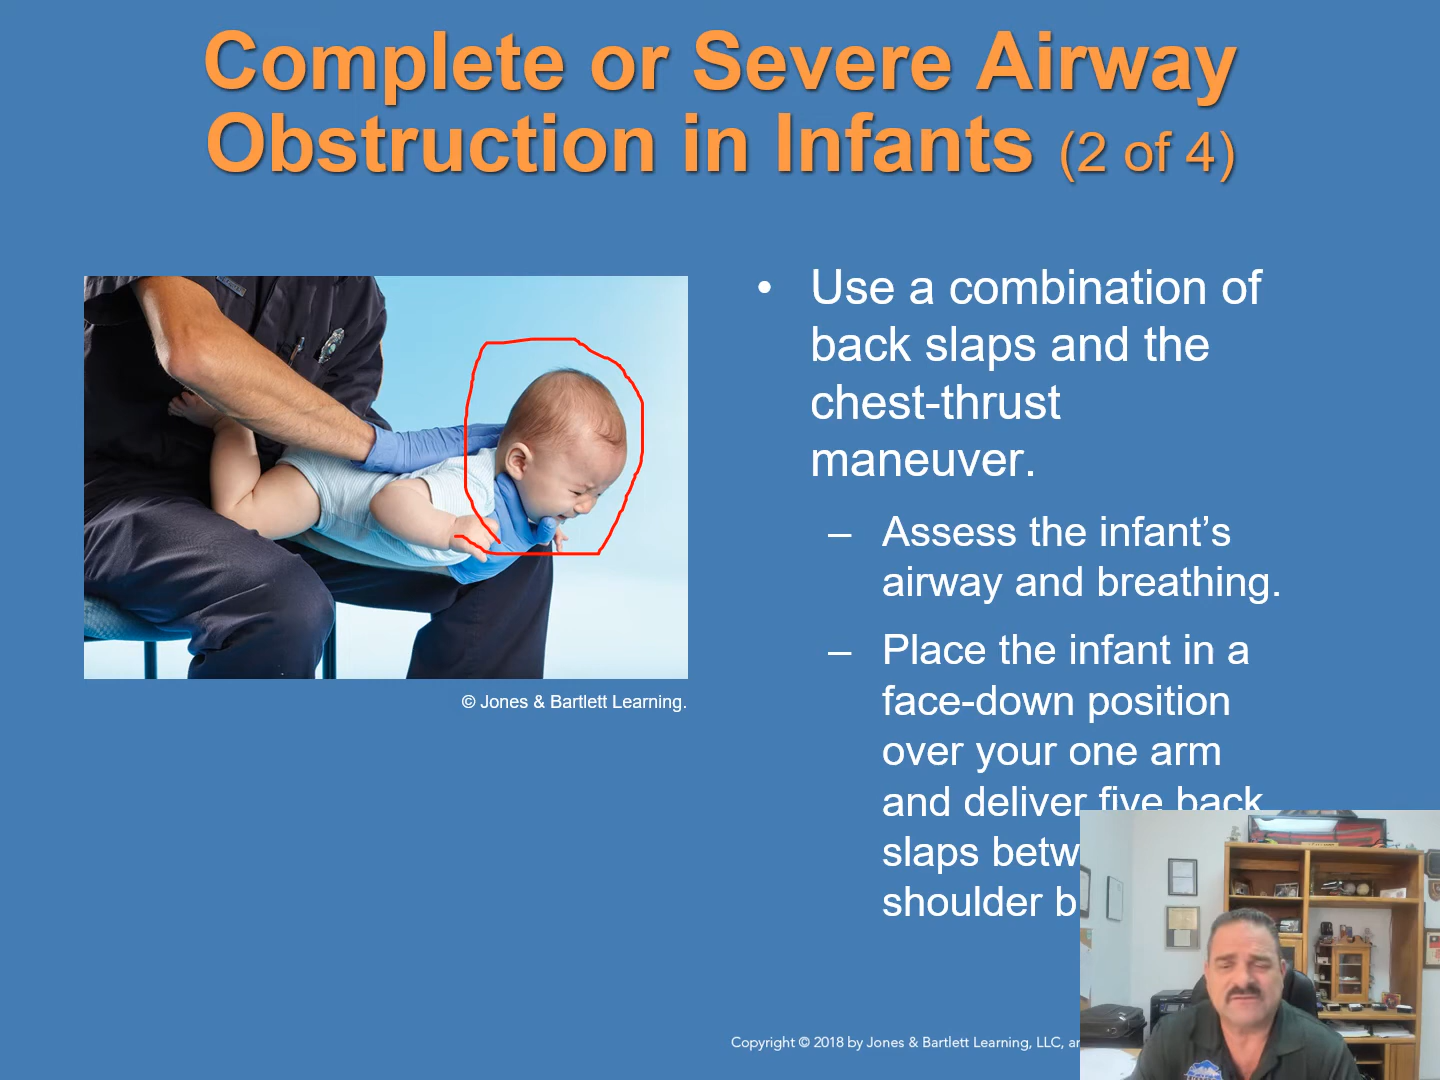 Complete or Severe Airway
Obstruction in Infants (2 of 4)
• Use a combination of
back slaps and the
chest-thrust
maneuver.
– Assess the infant’s
airway and breathing.
– Place the infant in a
face-down position
over your one arm
and deliver five back
slaps betw
shoulder b
© Jones & Bartlett Learning.
Copyright © 2018 by Jones & Bartlett Learning, LLC, an